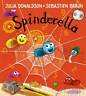 JULIA DONALDSON • SEBASTIEN BRAUN
Spinderella